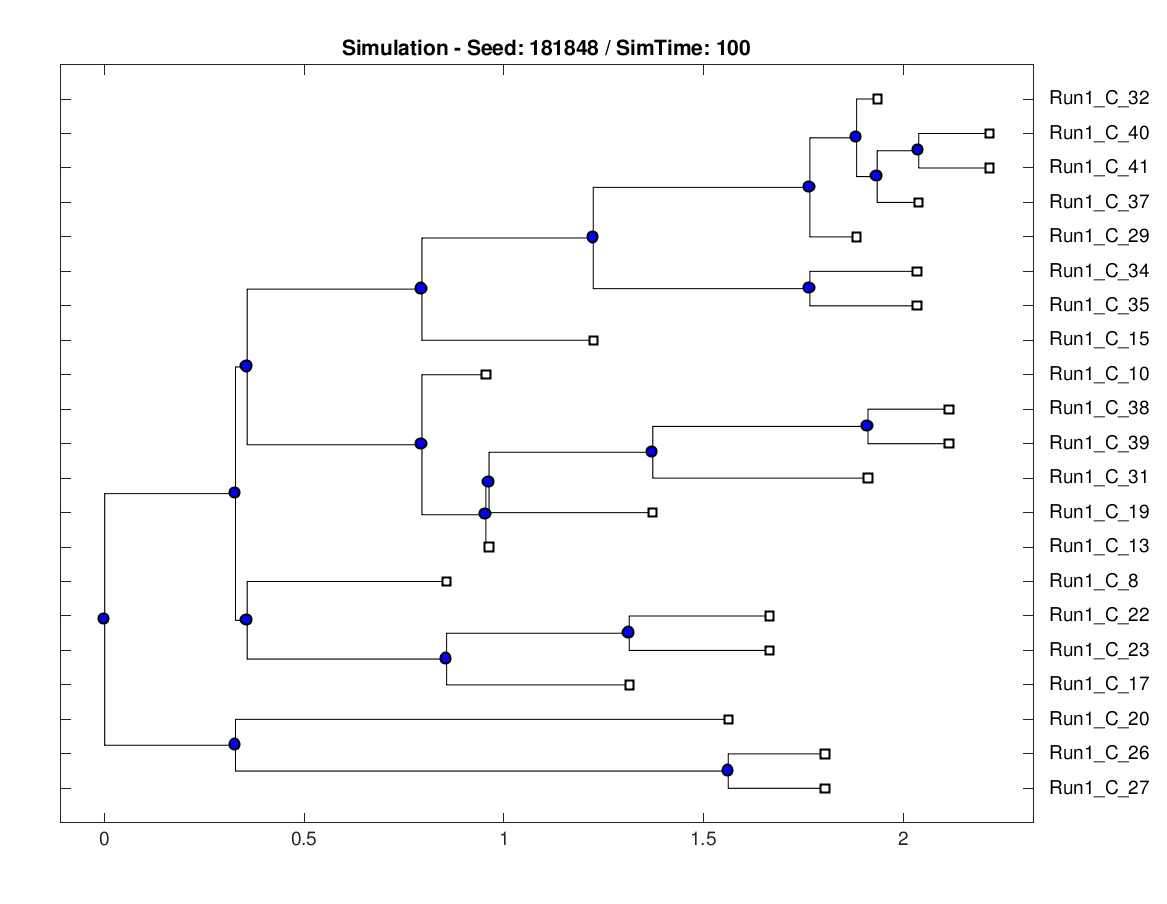 Simulation - Seed: 181848 / SimTime: 100
Run1_C_32
Run1_C_40
Run1_C_41
Run1_C_37
Run1_C_29
Run1_C_34
Run1_C_35
Run1_C_15
Run1_C_10
Run1_C_38
Run1_C_39
Run1_C_31
Run1_C_19
Run1_C_13
Run1_C_8
Run1_C_22
Run1_C_23
Run1_C_17
Run1_C_20
Run1_C_26
Run1_C_27
0 0.5 1 1.5 2